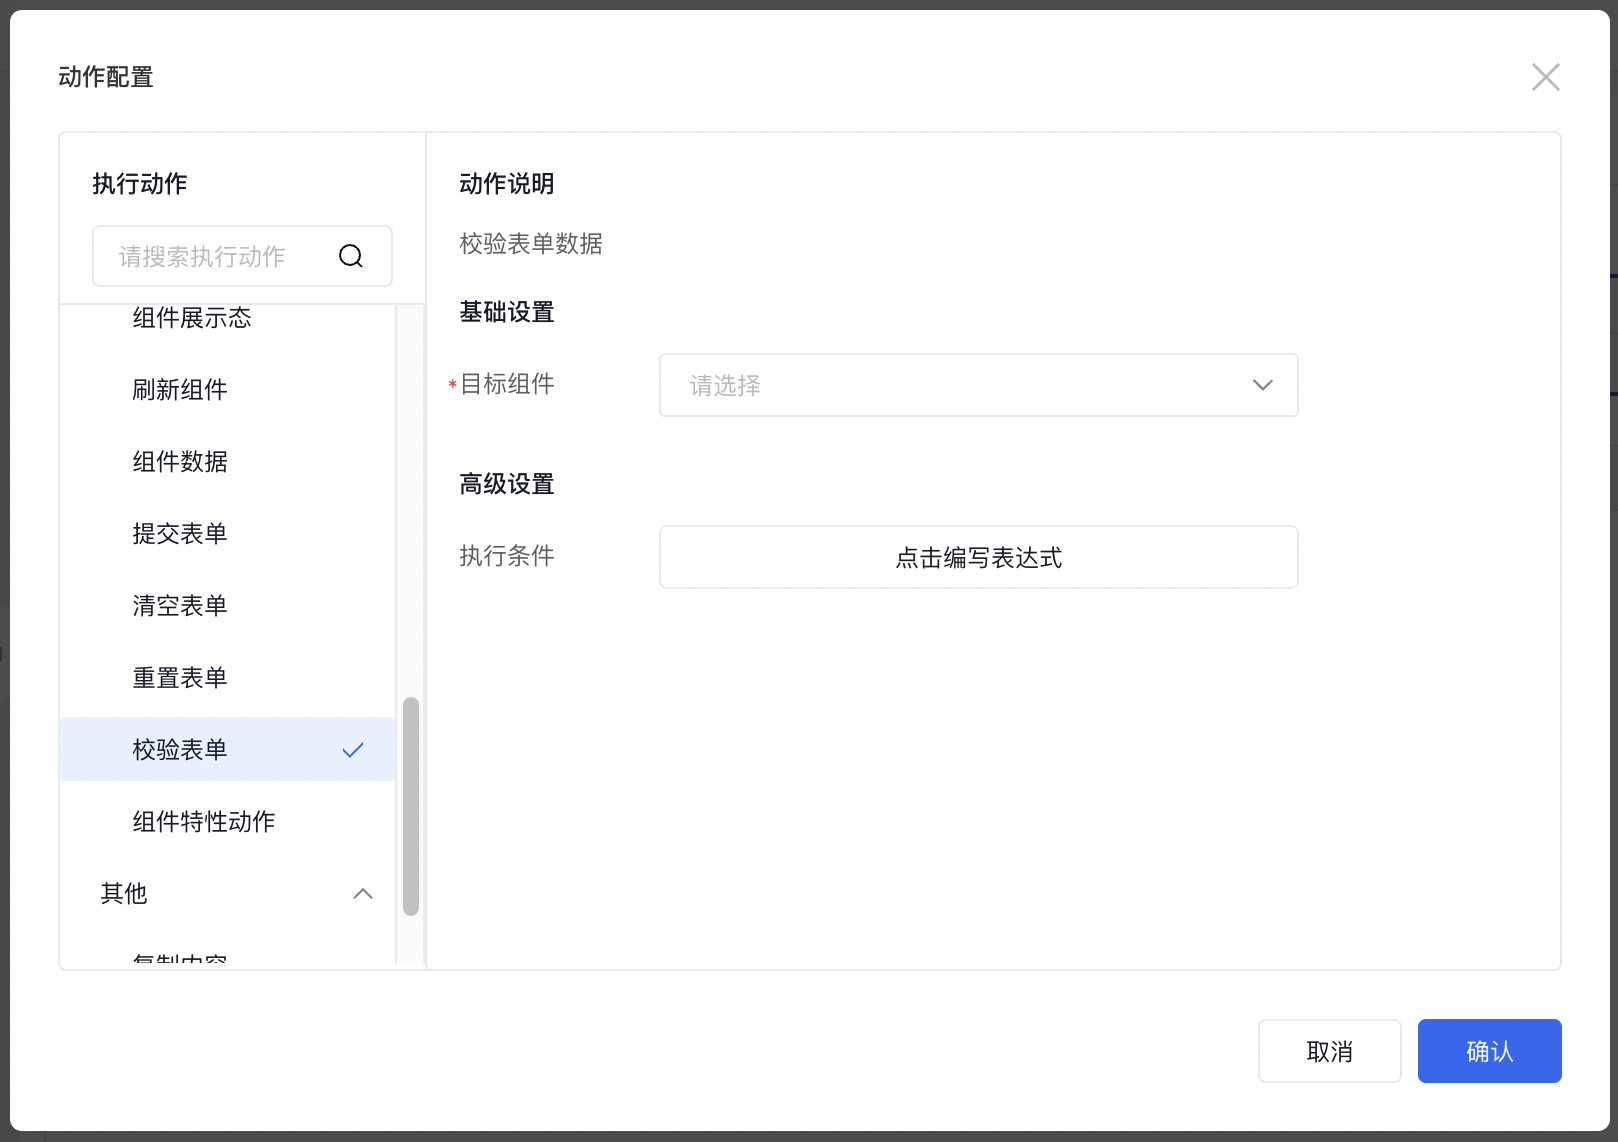 动作配置
执行动作
请搜索执行动作
组件展示态
刷新组件
组件数据
提交表单
清空表单
重置表单
校验表单
组件特性动作
其他
复制内容
动作说明
校验表单数据
基础设置
*目标组件
请选择
高级设置
执行条件
点击编写表达式
取消
确认